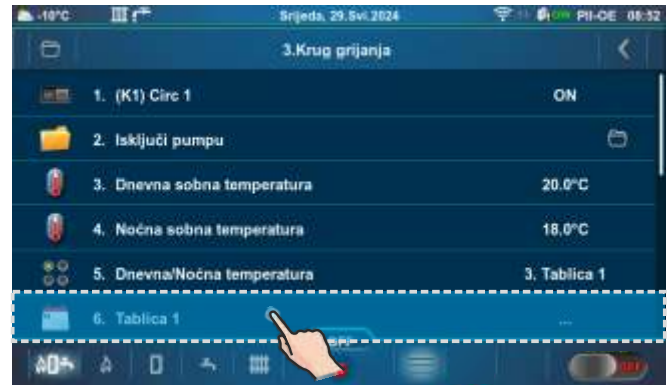 -10°C Srijeda, 29.Svi.2024 PII-OE 08:52
3.Krug grijanja
1. (K1) Circ 1 ON
2. Isključi pumpu
3. Dnevna sobna temperatura 20.0°C
4. Noćna sobna temperatura 18.0°C
5. Dnevna/Noćna temperatura 3. Tablica 1
6. Tablica 1 ...
OFF
OFF